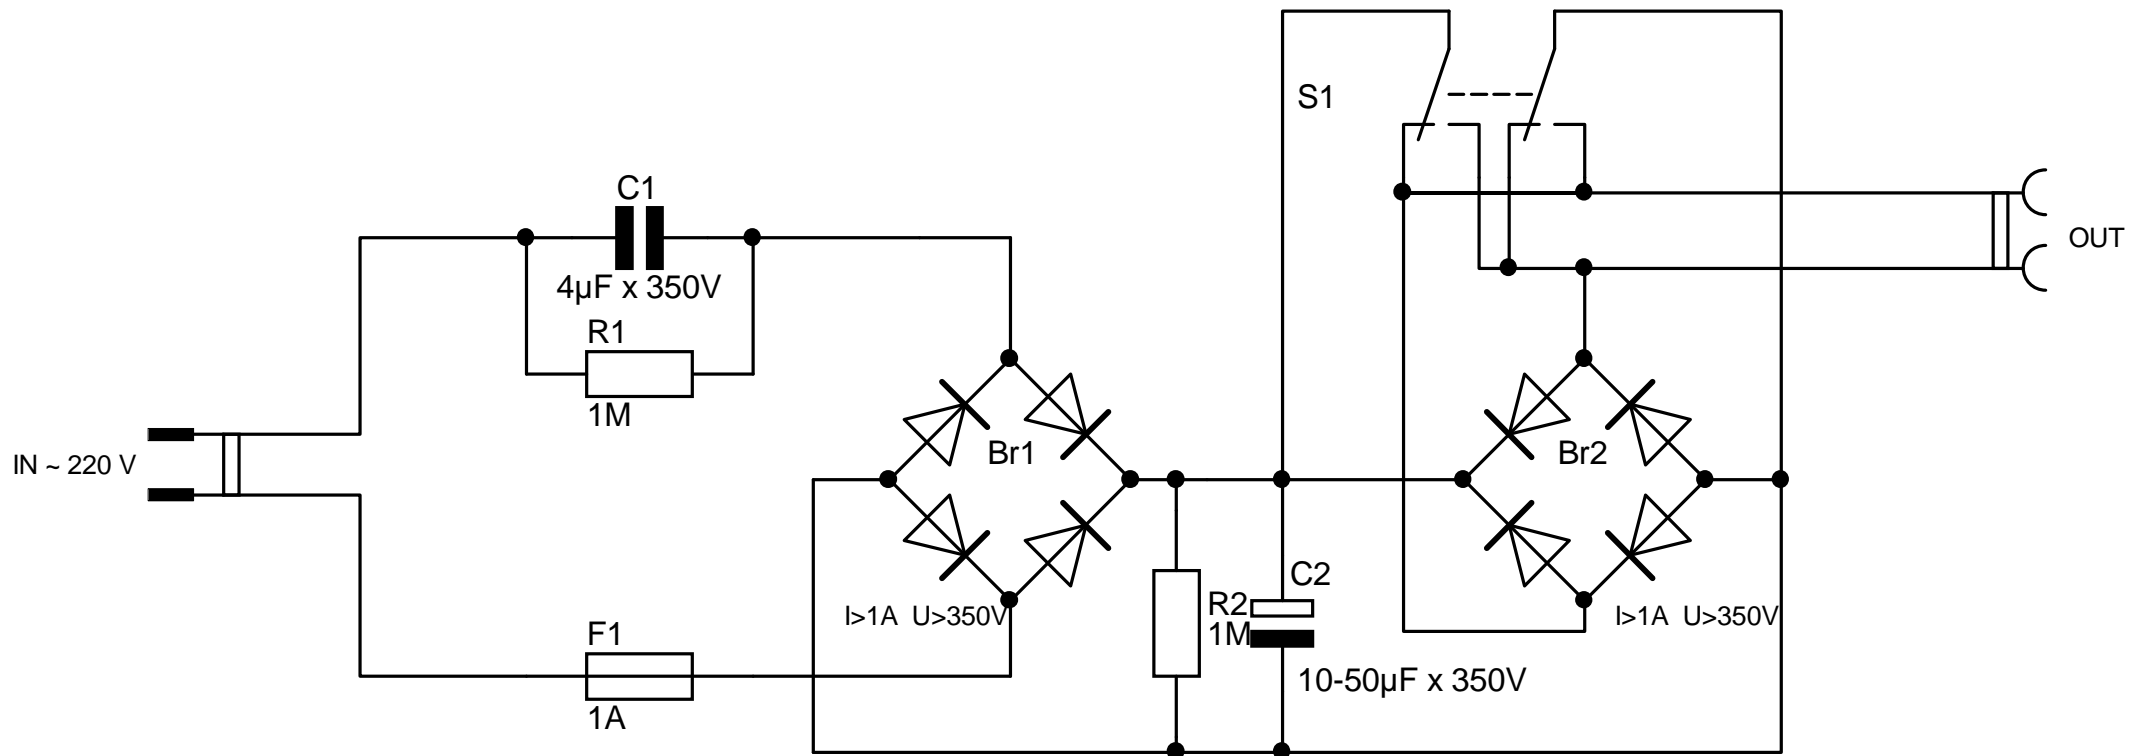 S1
C1
4µF x 350V
R1
1M
IN ~ 220 V
OUT
Br1
Br2
I>1A U>350V
F1
1A
R2
1M
C2
10-50µF x 350V
I>1A U>350V